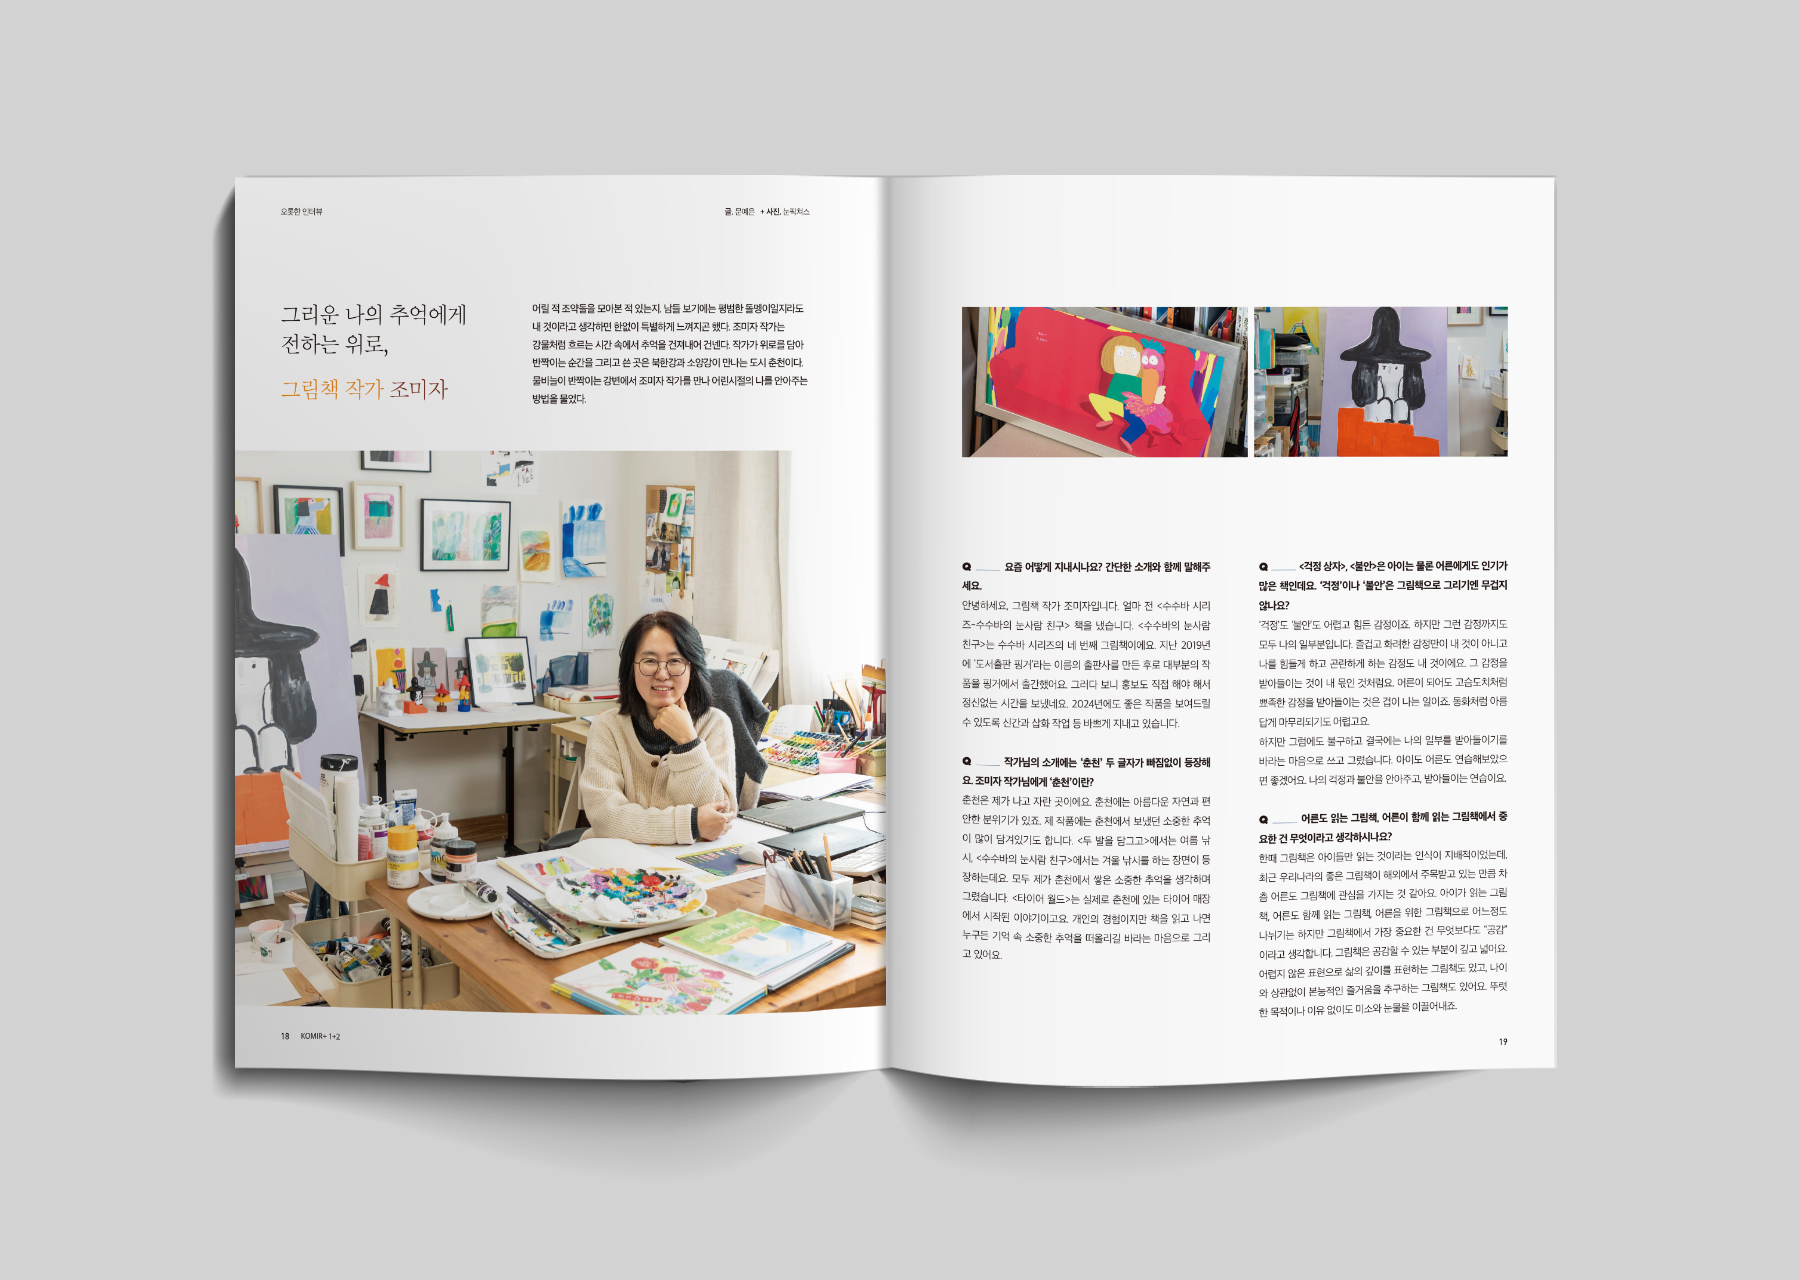 오롯한 인터뷰
글. 문예은 + 사진. 눈픽쳐스
그리운 나의 추억에게
전하는 위로,
그림책 작가 조미자
어릴 적 조약돌을 모아본 적 있는지. 남들 보기에는 평범한 돌멩이일지라도
내 것이라고 생각하면 한없이 특별하게 느껴지곤 했다. 조미자 작가는
강물처럼 흐르는 시간 속에서 추억을 건져내어 건넨다. 작가가 위로를 담아
반짝이는 순간을 그리고 쓴 곳은 북한강과 소양강이 만나는 도시 춘천이다.
물비늘이 반짝이는 강변에서 조미자 작가를 만나 어린시절의 나를 안아주는
방법을 물었다.
18 KOMIR+ 1+2
Q 요즘 어떻게 지내시나요? 간단한 소개와 함께 말해주
세요.
안녕하세요, 그림책 작가 조미자입니다. 얼마 전 <수수바 시리
즈-수수바의 눈사람 친구> 책을 냈습니다. <수수바의 눈사람
친구>는 수수바 시리즈의 네 번째 그림책이에요. 지난 2019년
에 '도서출판 핑거'라는 이름의 출판사를 만든 후로 대부분의 작
품을 핑거에서 출간했어요. 그러다 보니 홍보도 직접 해야 해서
정신없는 시간을 보냈네요. 2024년에도 좋은 작품을 보여드릴
수 있도록 신간과 삽화 작업 등 바쁘게 지내고 있습니다.
Q 작가님의 소개에는 '춘천' 두 글자가 빠짐없이 등장해
요. 조미자 작가님에게 '춘천'이란?
춘천은 제가 나고 자란 곳이에요. 춘천에는 아름다운 자연과 편
안한 분위기가 있죠. 제 작품에는 춘천에서 보냈던 소중한 추억
이 많이 담겨있기도 합니다. <두 발을 담그고>에서는 여름 낚
시, <수수바의 눈사람 친구>에서는 겨울 낚시를 하는 장면이 등
장하는데요. 모두 제가 춘천에서 쌓은 소중한 추억을 생각하며
그렸습니다. <타이어 월드>는 실제로 춘천에 있는 타이어 매장
에서 시작된 이야기이고요. 개인의 경험이지만 책을 읽고 나면
누구든 기억 속 소중한 추억을 떠올리길 바라는 마음으로 그리
고 있어요.
Q <걱정 상자>, <불안>은 아이는 물론 어른에게도 인기가
많은 책인데요. '걱정'이나 '불안'은 그림책으로 그리기엔 무겁지
않나요?
'걱정'도 '불안'도 어렵고 힘든 감정이죠. 하지만 그런 감정까지도
모두 나의 일부분입니다. 즐겁고 화려한 감정만이 내 것이 아니고
나를 힘들게 하고 곤란하게 하는 감정도 내 것이에요. 그 감정을
받아들이는 것이 내 묶인 것처럼요. 어른이 되어도 고슴도치처럼
뾰족한 감정을 받아들이는 것은 겁이 나는 일이죠. 동화처럼 아름
답게 마무리되기도 어렵고요.
하지만 그럼에도 불구하고 결국에는 나의 일부를 받아들이기를
바라는 마음으로 쓰고 그렸습니다. 아이도 어른도 연습해보았으
면 좋겠어요. 나의 걱정과 불안을 안아주고, 받아들이는 연습이요.
Q 어른도 읽는 그림책, 어른이 함께 읽는 그림책에서 중
요한 건 무엇이라고 생각하시나요?
한때 그림책은 아이들만 읽는 것이라는 인식이 지배적이었는데,
최근 우리나라의 좋은 그림책이 해외에서 주목받고 있는 만큼 차
츰 어른도 그림책에 관심을 가지는 것 같아요. 아이가 읽는 그림
책, 어른도 함께 읽는 그림책, 어른을 위한 그림책으로 어느정도
나뉘기는 하지만 그림책에서 가장 중요한 건 무엇보다도 "공감"
이라고 생각합니다. 그림책은 공감할 수 있는 부분이 깊고 넓어요.
어렵지 않은 표현으로 삶의 깊이를 표현하는 그림책도 있고, 나이
와 상관없이 본능적인 즐거움을 추구하는 그림책도 있어요. 뚜렷
한 목적이나 이유 없이도 미소와 눈물을 이끌어내죠.
19